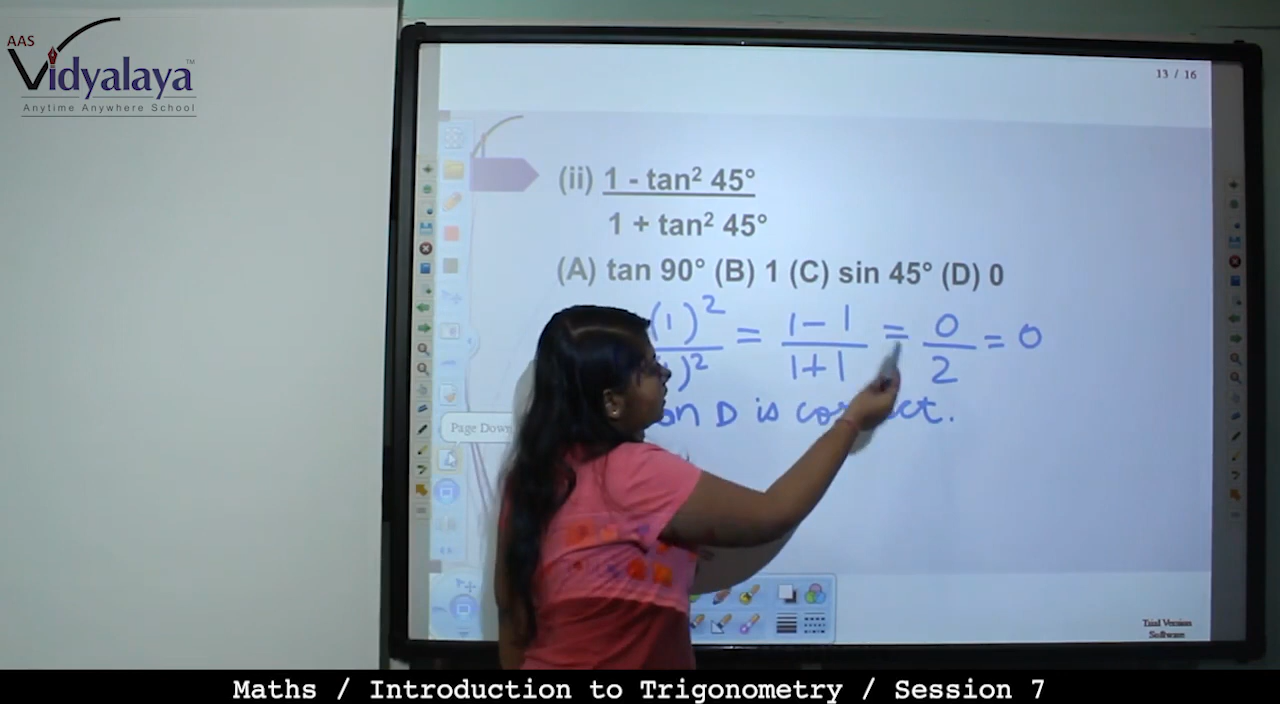 AAS
Vidyalaya
TM
Anytime Anywhere School
13 / 16
(ii) 1 - tan² 45°
1 + tan² 45°
(A) tan 90° (B) 1 (C) sin 45° (D) 0
(1)² = 1 - 1 = 0 = 0
)² 1 + 1 2
on D is correct.
Page Down
Trial Version
Software
Maths / Introduction to Trigonometry / Session 7